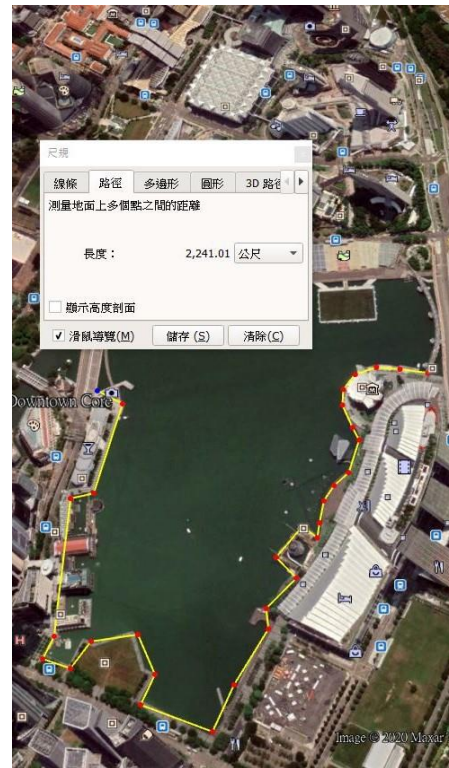 尺規
線條 路徑 多邊形 圓形 3D 路徑
測量地面上多個點之間的距離
長度： 2,241.01 公尺
顯示高度剖面
滑鼠導覽(M) 儲存 (S) 清除(C)
Downtown Core
H
Image © 2020 Maxar